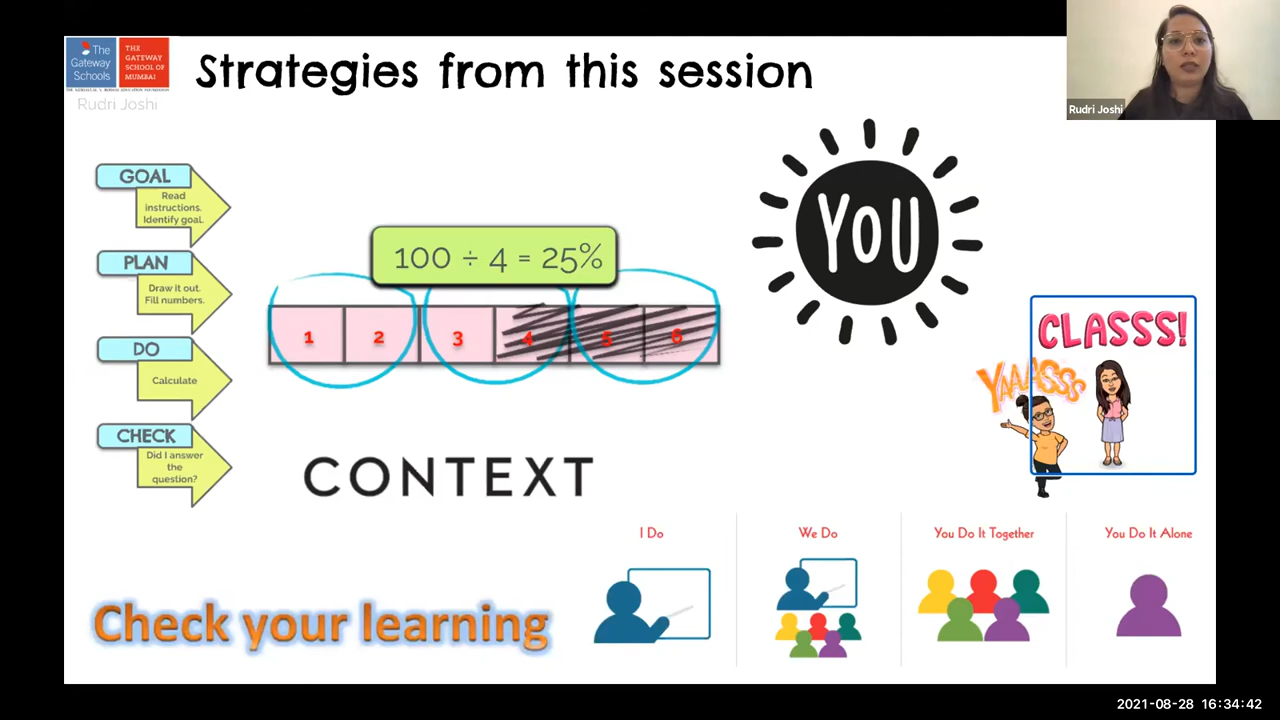 The Gateway Schools
THE GATEWAY SCHOOL OF MUMBAI
Strategies from this session
Rudri Joshi
Rudri Joshi
GOAL
Read
instructions.
Identify goal.
PLAN
Draw it out.
Fill numbers.
DO
Calculate
CHECK
Did I answer
the
question?
100 ÷ 4 = 25%
1 2 3 4 5 6
YOU
CLASSS!
YAAASSS
CONTEXT
I Do
We Do
You Do It Together
You Do It Alone
Check your learning
2021-08-28 16:34:42